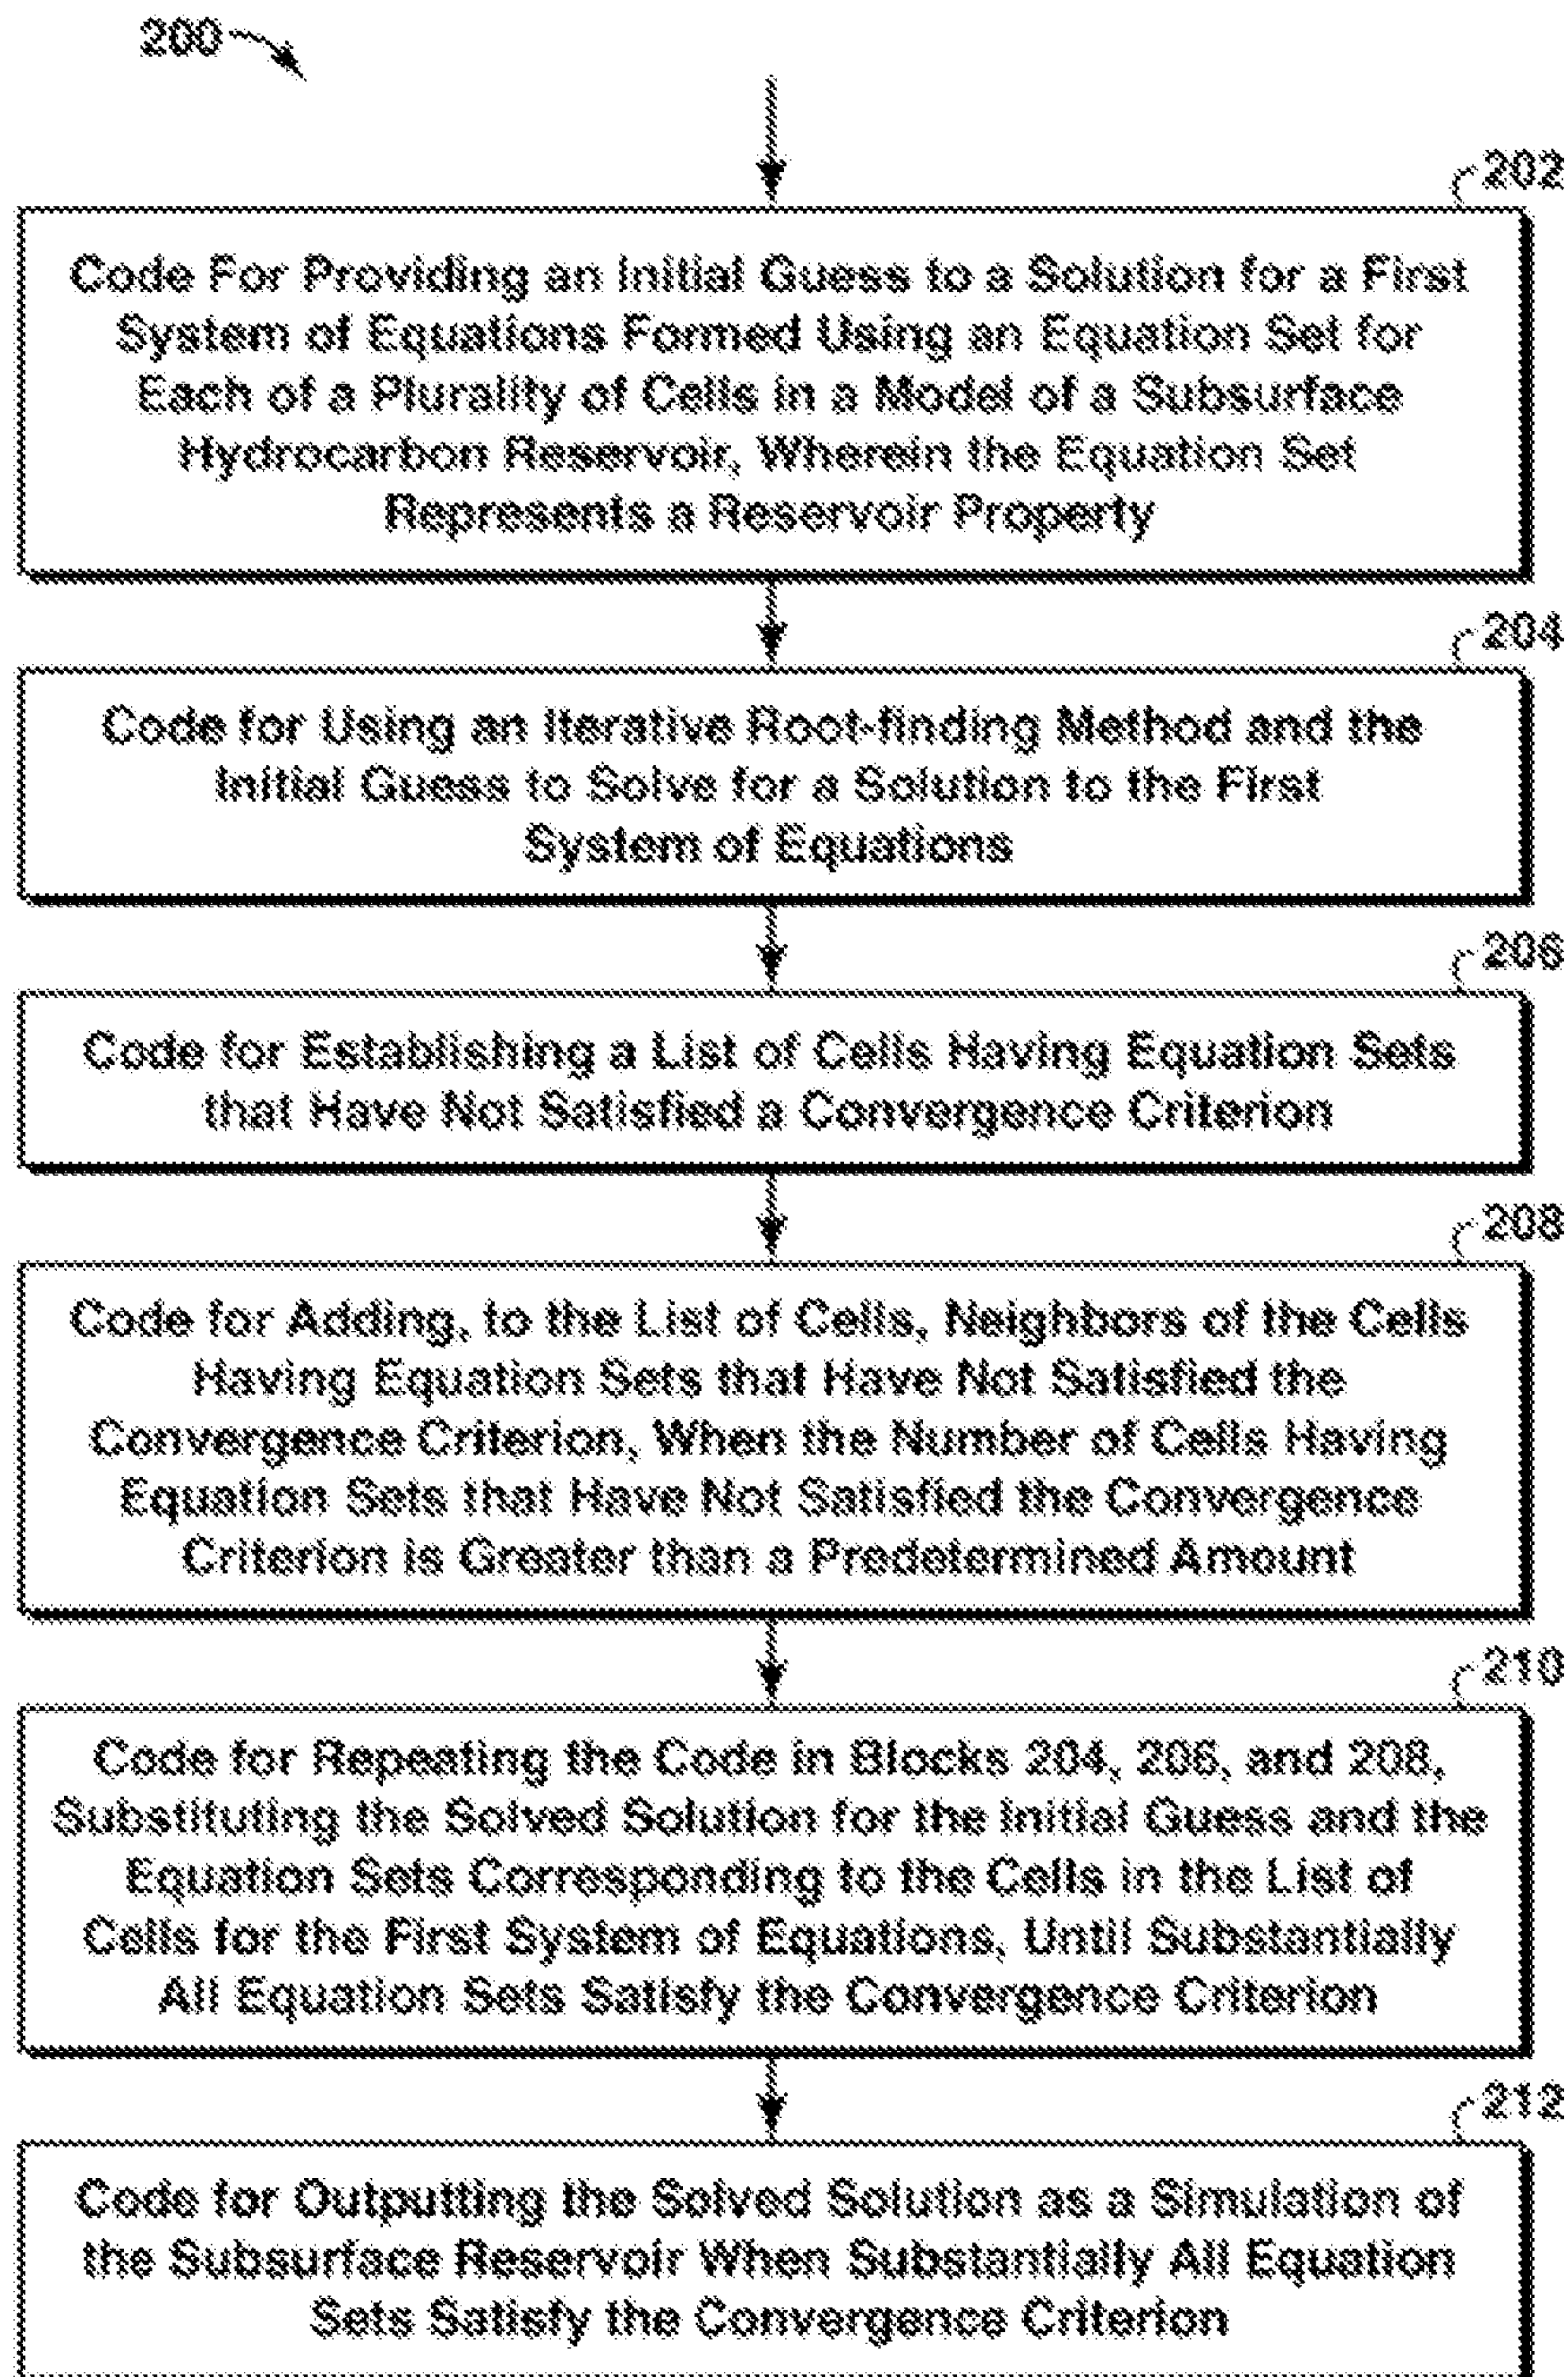 200
202
Code For Providing an Initial Guess to a Solution for a First
System of Equations Formed Using an Equation Set for
Each of a Plurality of Cells in a Model of a Subsurface
Hydrocarbon Reservoir, Wherein the Equation Set
Represents a Reservoir Property
204
Code for Using an Iterative Root-finding Method and the
Initial Guess to Solve for a Solution to the First
System of Equations
206
Code for Establishing a List of Cells Having Equation Sets
that Have Not Satisfied a Convergence Criterion
208
Code for Adding, to the List of Cells, Neighbors of the Cells
Having Equation Sets that Have Not Satisfied the
Convergence Criterion, When the Number of Cells Having
Equation Sets that Have Not Satisfied the Convergence
Criterion is Greater than a Predetermined Amount
210
Code for Repeating the Code in Blocks 204, 206, and 208,
Substituting the Solved Solution for the Initial Guess and the
Equation Sets Corresponding to the Cells in the List of
Cells for the First System of Equations, Until Substantially
All Equation Sets Satisfy the Convergence Criterion
212
Code for Outputting the Solved Solution as a Simulation of
the Subsurface Reservoir When Substantially All Equation
Sets Satisfy the Convergence Criterion